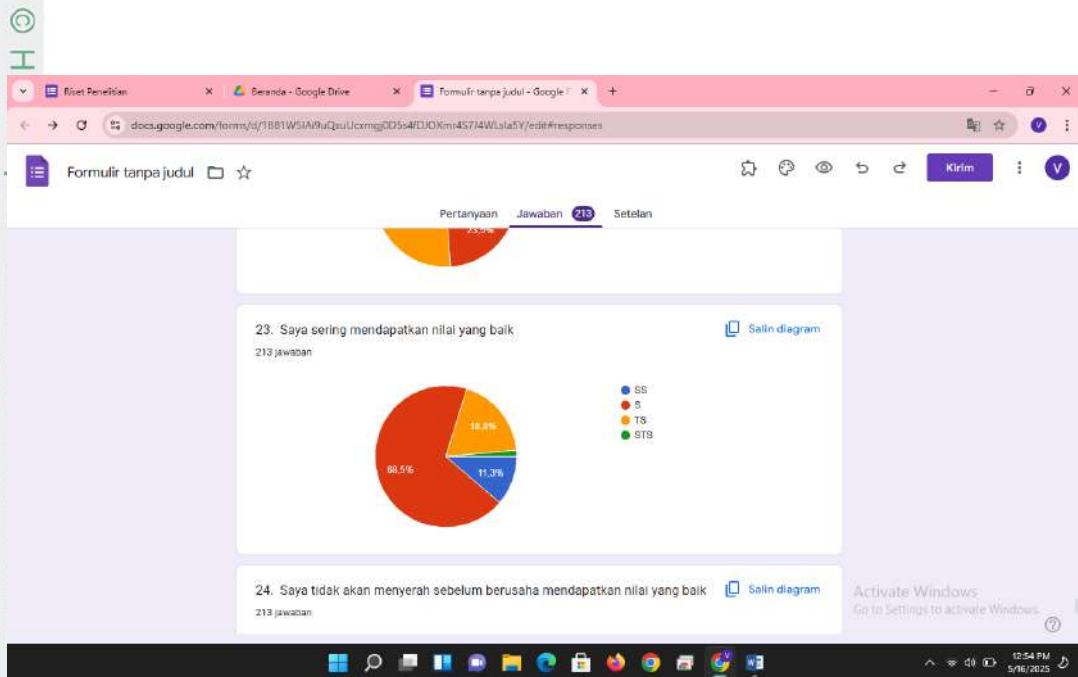 Riset Penelitian
Beranda - Google Drive
Formulir tanpa judul - Google F
Formulir tanpa judul
Kirim
V
Pertanyaan Jawaban 213 Setelan
23,9%
23. Saya sering mendapatkan nilai yang baik
Salin diagram
213 jawaban
SS
S
TS
STS
18,8%
68,5%
11,3%
24. Saya tidak akan menyerah sebelum berusaha mendapatkan nilai yang baik
Salin diagram
213 jawaban
Activate Windows
Go to Settings to activate Windows.
12:54 PM
5/16/2025